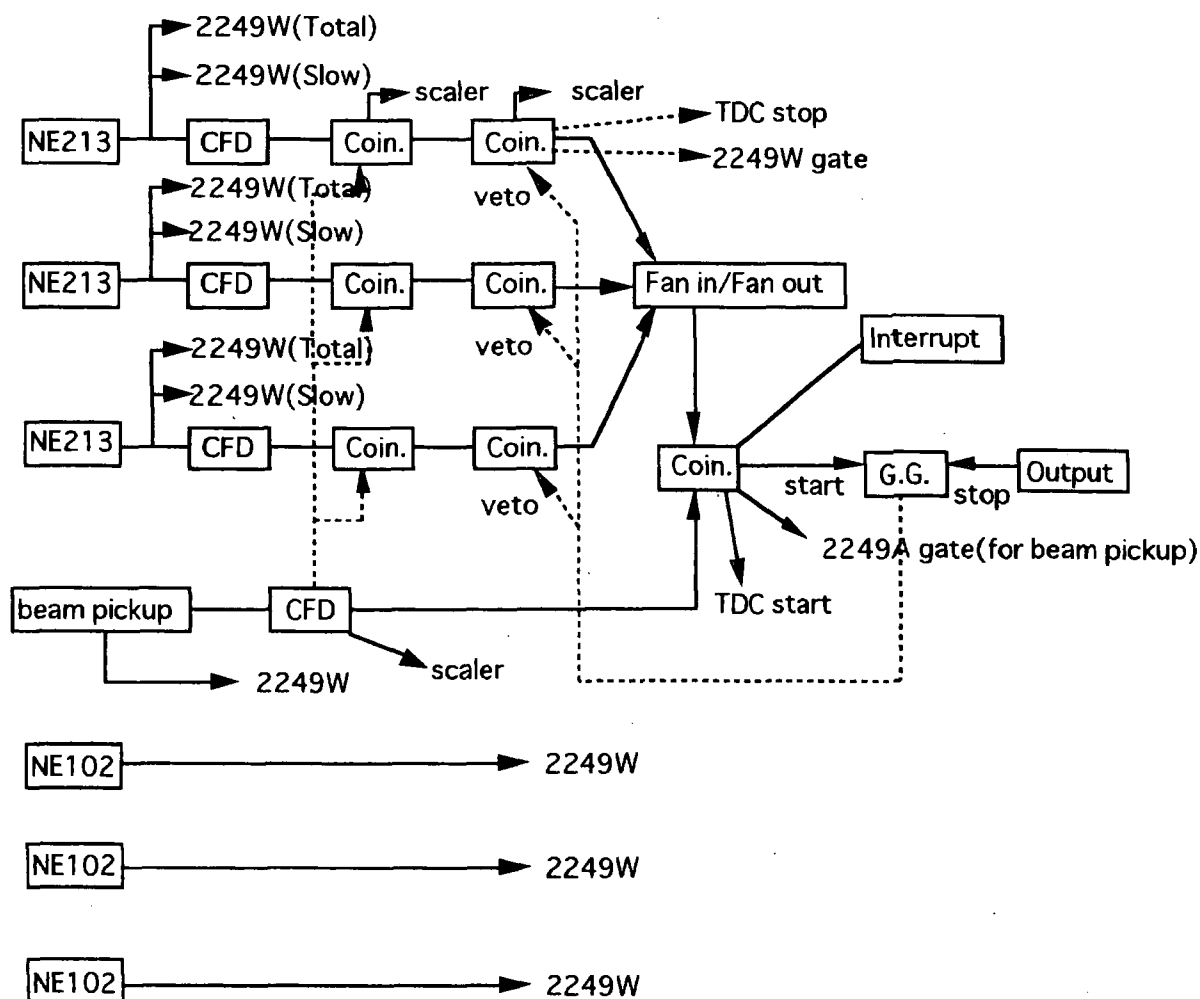 2249W(Total)
2249W(Slow)
scaler
scaler
TDC stop
NE213
CFD
Coin.
Coin.
2249W gate
2249W(Total)
veto
2249W(Slow)
NE213
CFD
Coin.
Coin.
Fan in/Fan out
2249W(Total)
veto
Interrupt
2249W(Slow)
NE213
CFD
Coin.
Coin.
Coin.
start
G.G.
stop
Output
veto
2249A gate(for beam pickup)
beam pickup
CFD
TDC start
scaler
2249W
NE102
2249W
NE102
2249W
NE102
2249W